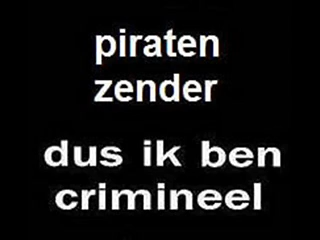 piraten
zender
dus ik ben
crimineel